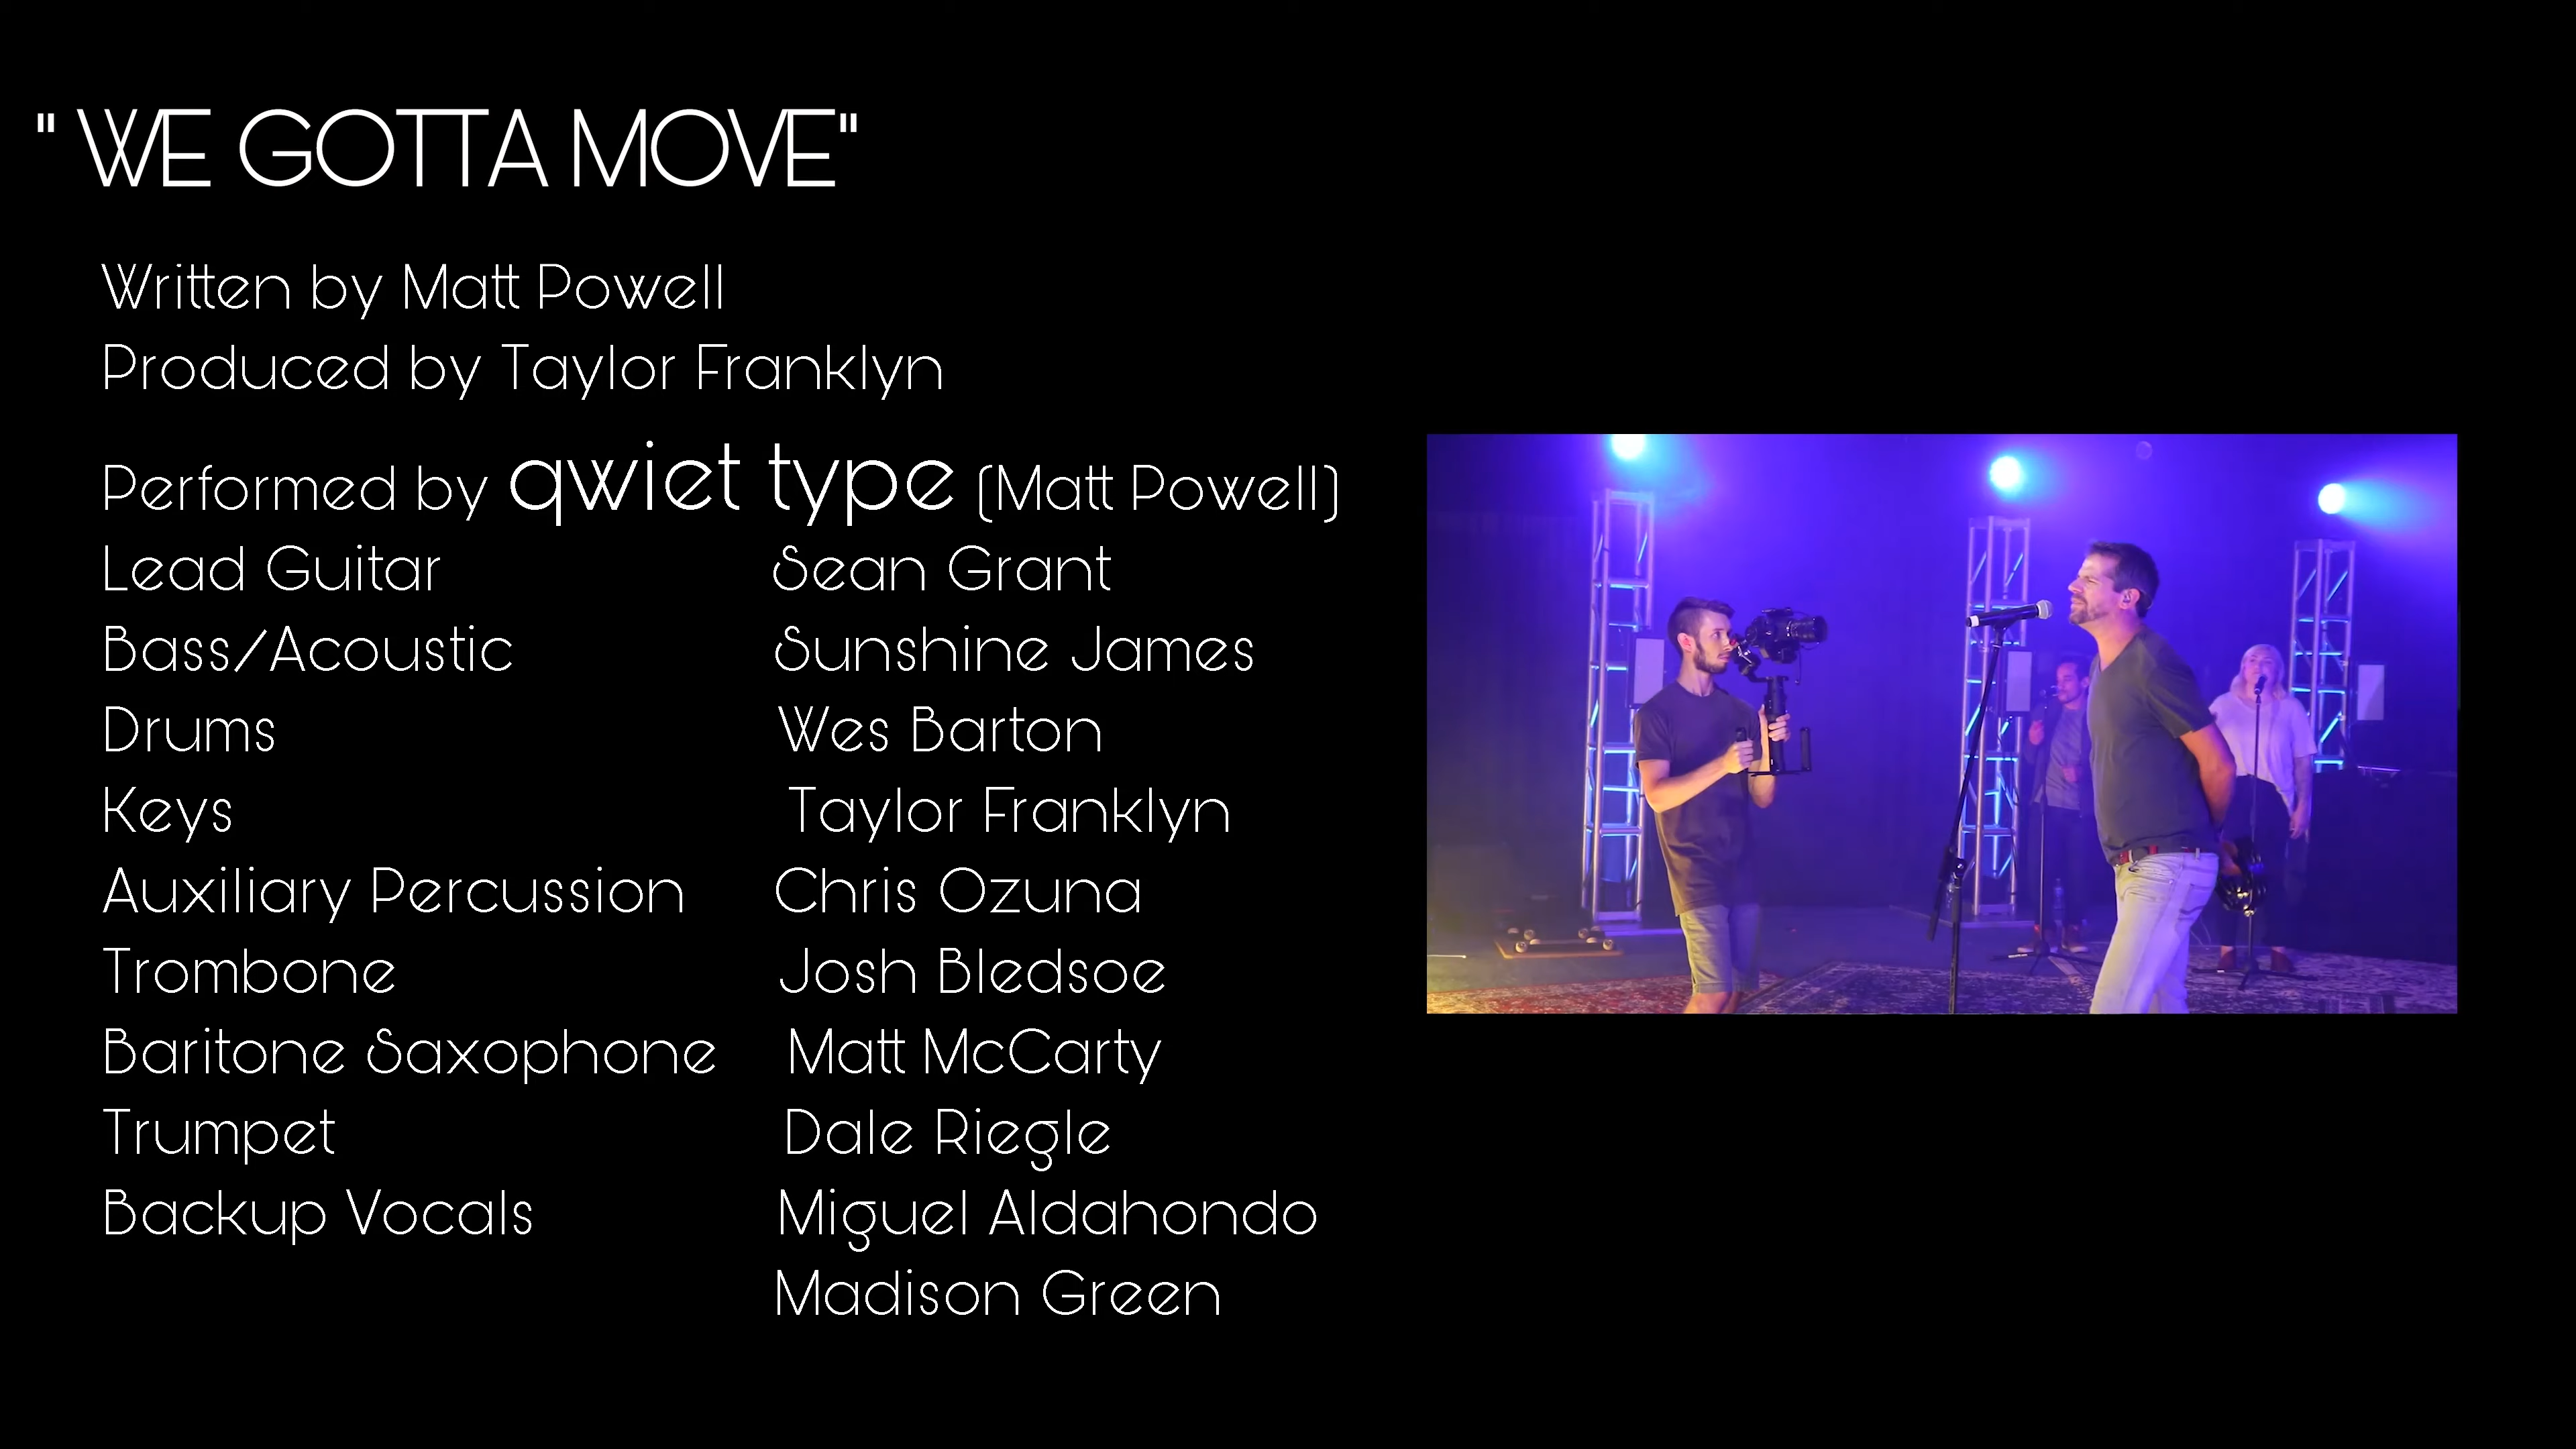 " WE GOTTA MOVE"
Written by Matt Powell
Produced by Taylor Franklyn
Performed by qwiet type (Matt Powell)
Lead Guitar Sean Grant
Bass/Acoustic Sunshine James
Drums Wes Barton
Keys Taylor Franklyn
Auxiliary Percussion Chris Ozuna
Trombone Josh Bledsoe
Baritone Saxophone Matt McCarty
Trumpet Dale Riegle
Backup Vocals Miguel Aldahondo
Madison Green